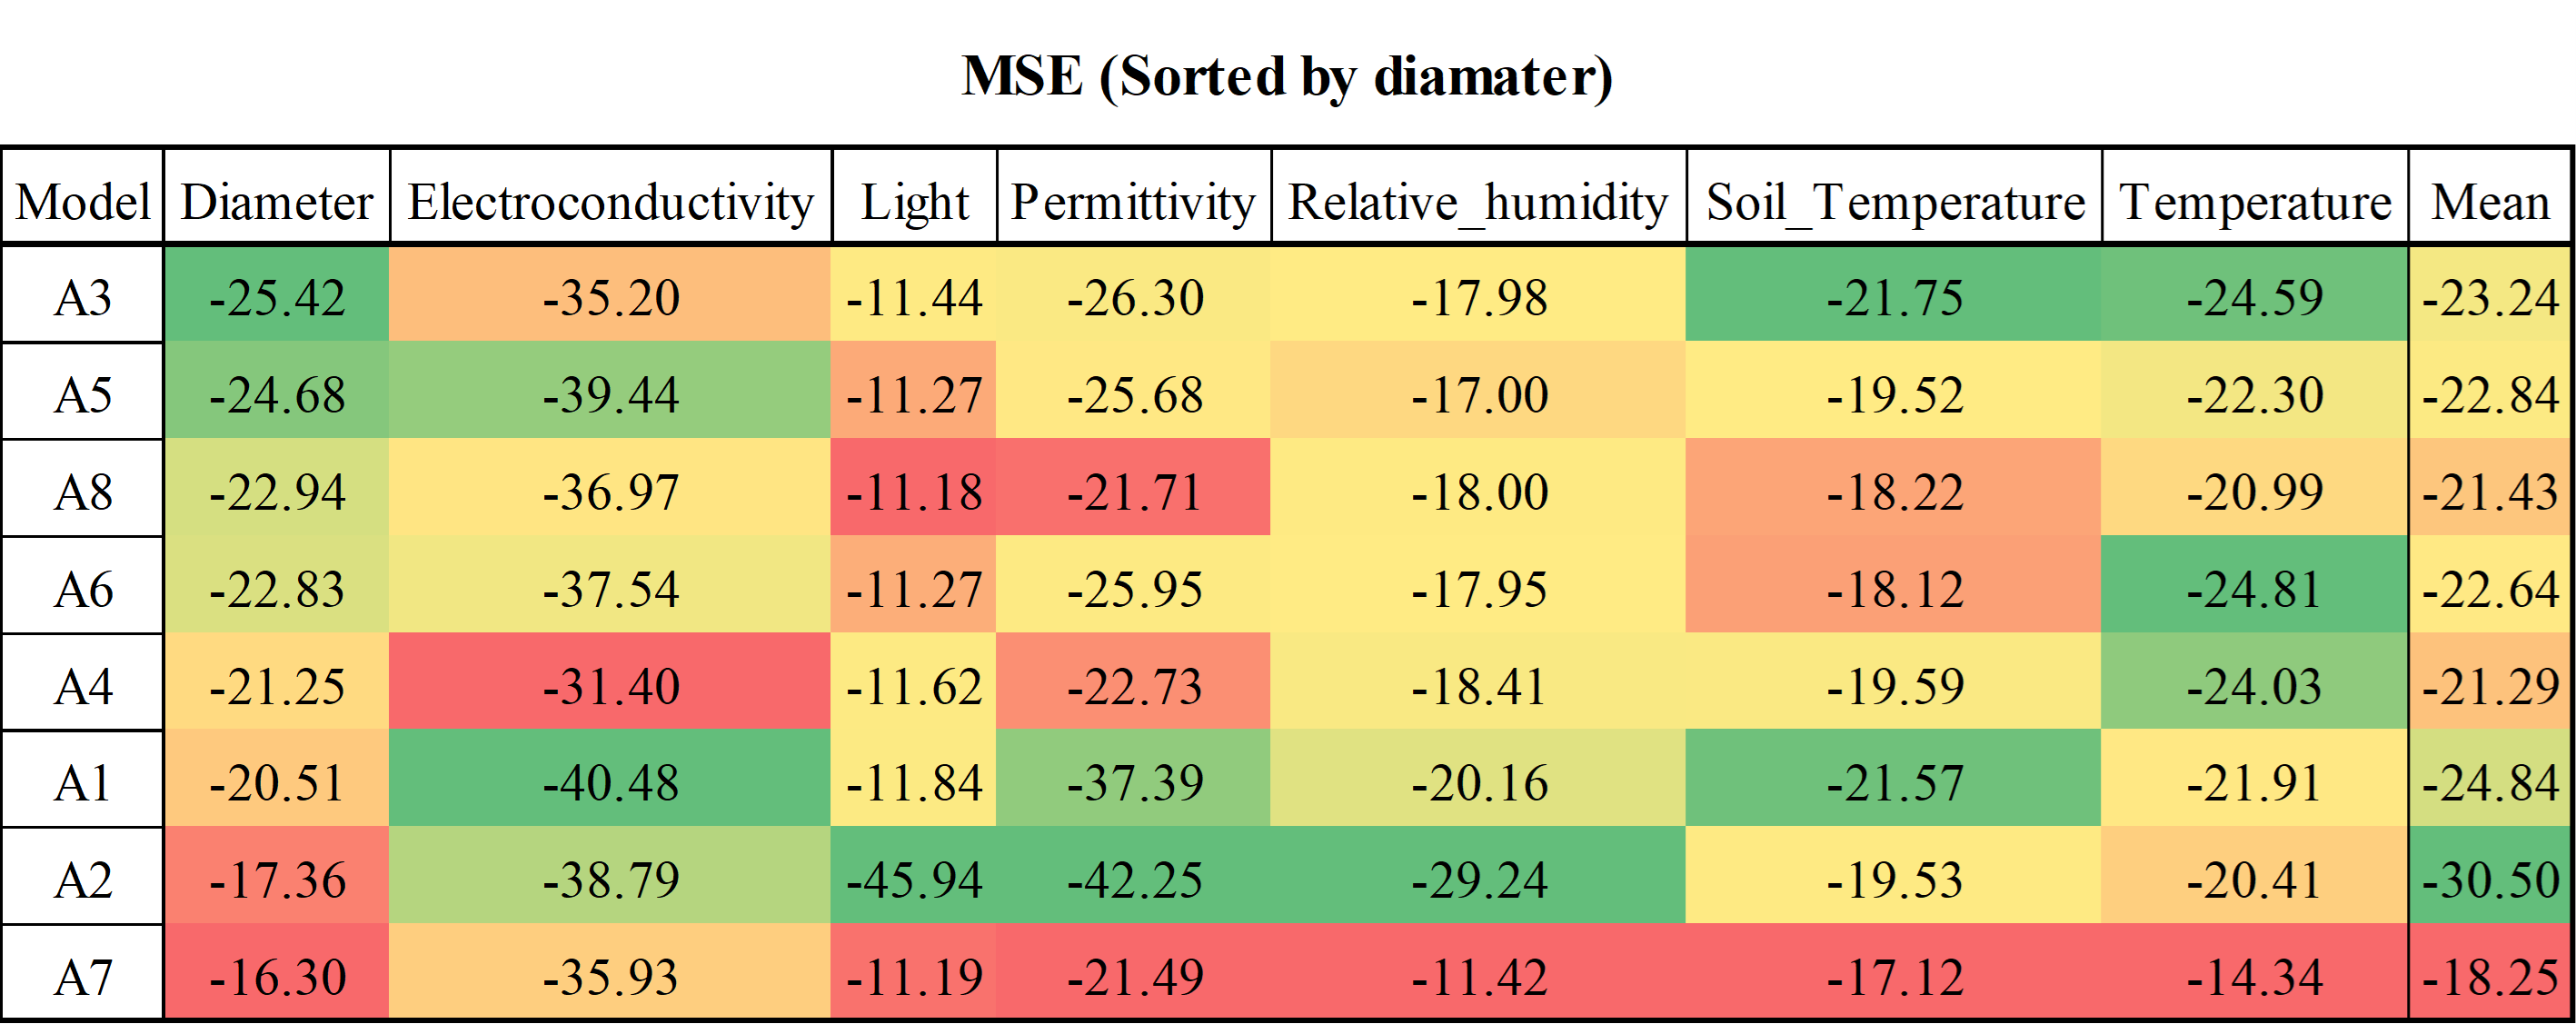 MSE (Sorted by diamater)
Model Diameter Electroconductivity Light Permittivity Relative_humidity Soil_Temperature Temperature Mean
A3 -25.42 -35.20 -11.44 -26.30 -17.98 -21.75 -24.59 -23.24
A5 -24.68 -39.44 -11.27 -25.68 -17.00 -19.52 -22.30 -22.84
A8 -22.94 -36.97 -11.18 -21.71 -18.00 -18.22 -20.99 -21.43
A6 -22.83 -37.54 -11.27 -25.95 -17.95 -18.12 -24.81 -22.64
A4 -21.25 -31.40 -11.62 -22.73 -18.41 -19.59 -24.03 -21.29
A1 -20.51 -40.48 -11.84 -37.39 -20.16 -21.57 -21.91 -24.84
A2 -17.36 -38.79 -45.94 -42.25 -29.24 -19.53 -20.41 -30.50
A7 -16.30 -35.93 -11.19 -21.49 -11.42 -17.12 -14.34 -18.25